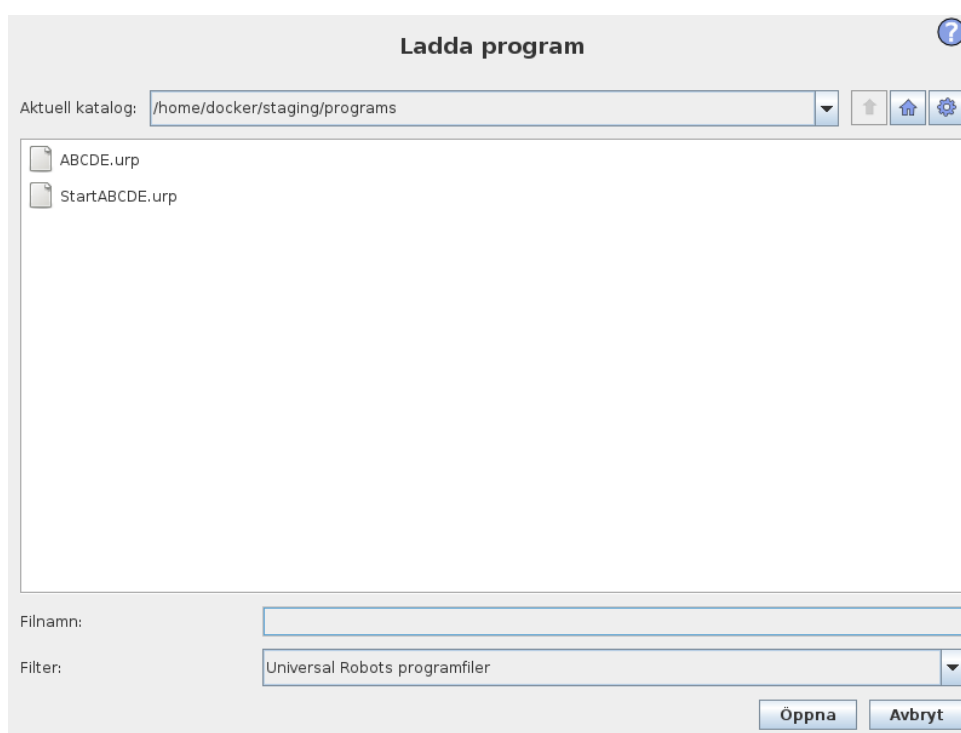 Ladda program
?
Aktuell katalog: /home/docker/staging/programs
ABCDE.urp
StartABCDE.urp
Filnamn:
Filter: Universal Robots programfiler
Öppna Avbryt